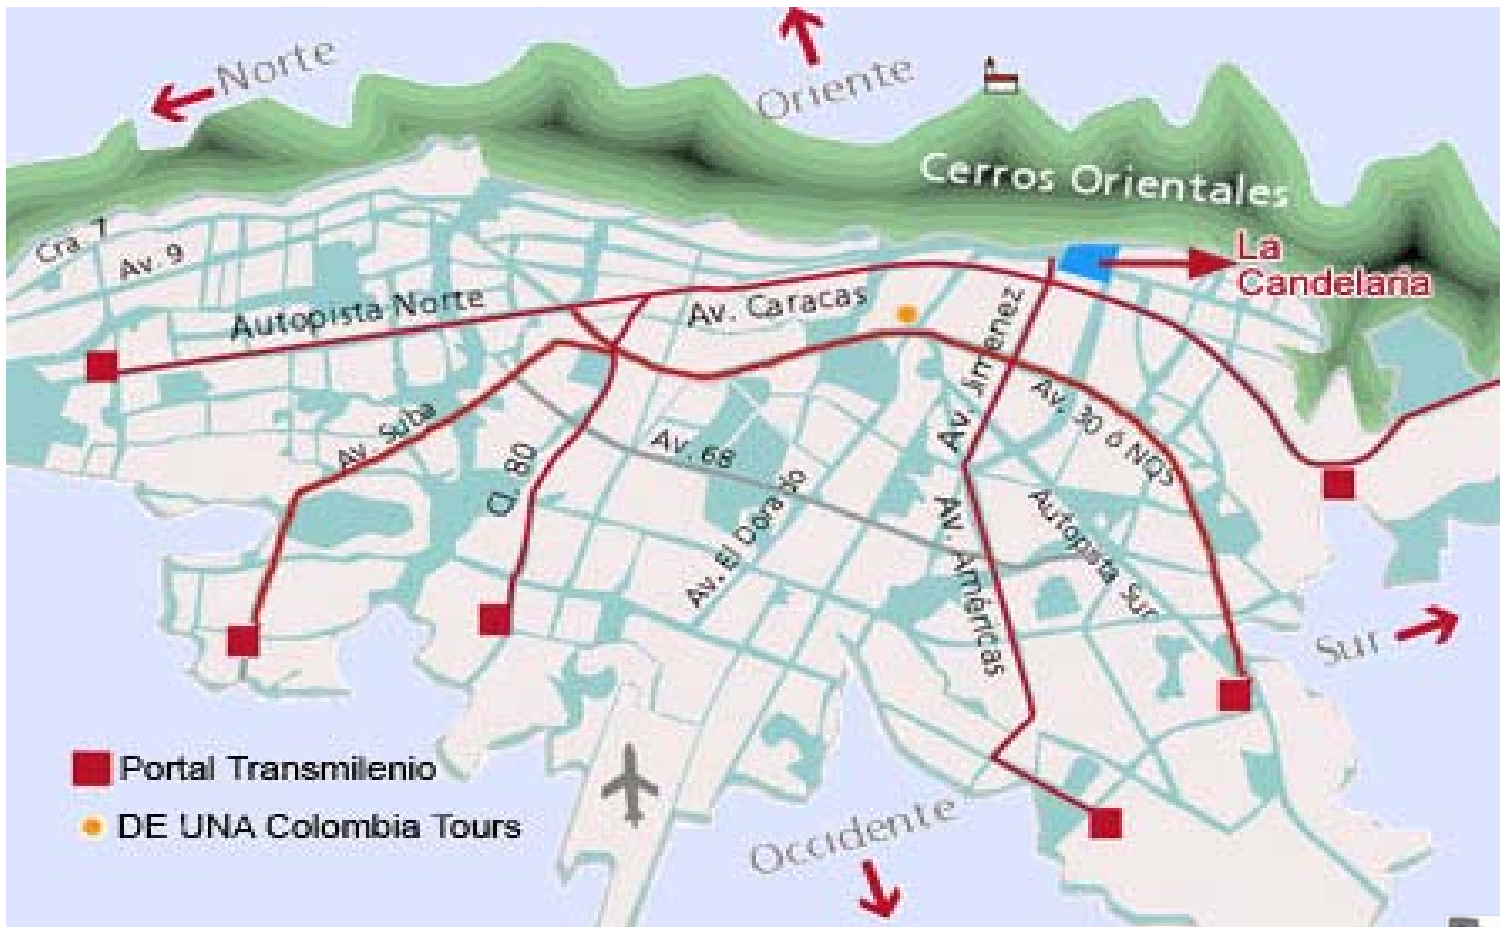 Norte
Oriente
Cerros Orientales
Cra 7
Av. 9
La
Candelaria
Autopista Norte
Av. Caracas
Av. Jimenez
Av. Suba
Av. 68
Av. 30 ó NQS
Cl. 80
Av. El Dorado
Av. Américas
Autopista Sur
Sur
Portal Transmilenio
DE UNA Colombia Tours
Occidente